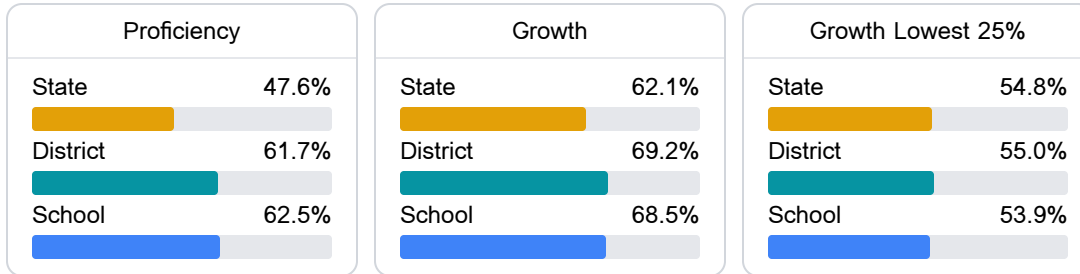 Proficiency
State 47.6%
District 61.7%
School 62.5%
Growth
State 62.1%
District 69.2%
School 68.5%
Growth Lowest 25%
State 54.8%
District 55.0%
School 53.9%